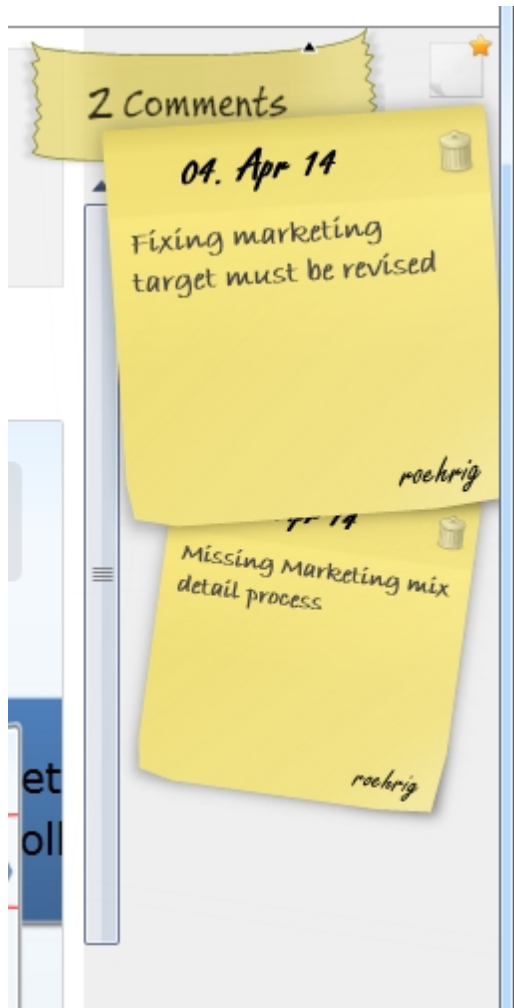 2 Comments
04. Apr 14
Fixing marketing
target must be revised
roehrig
14
Missing Marketing mix
detail process
roehrig
et
oll